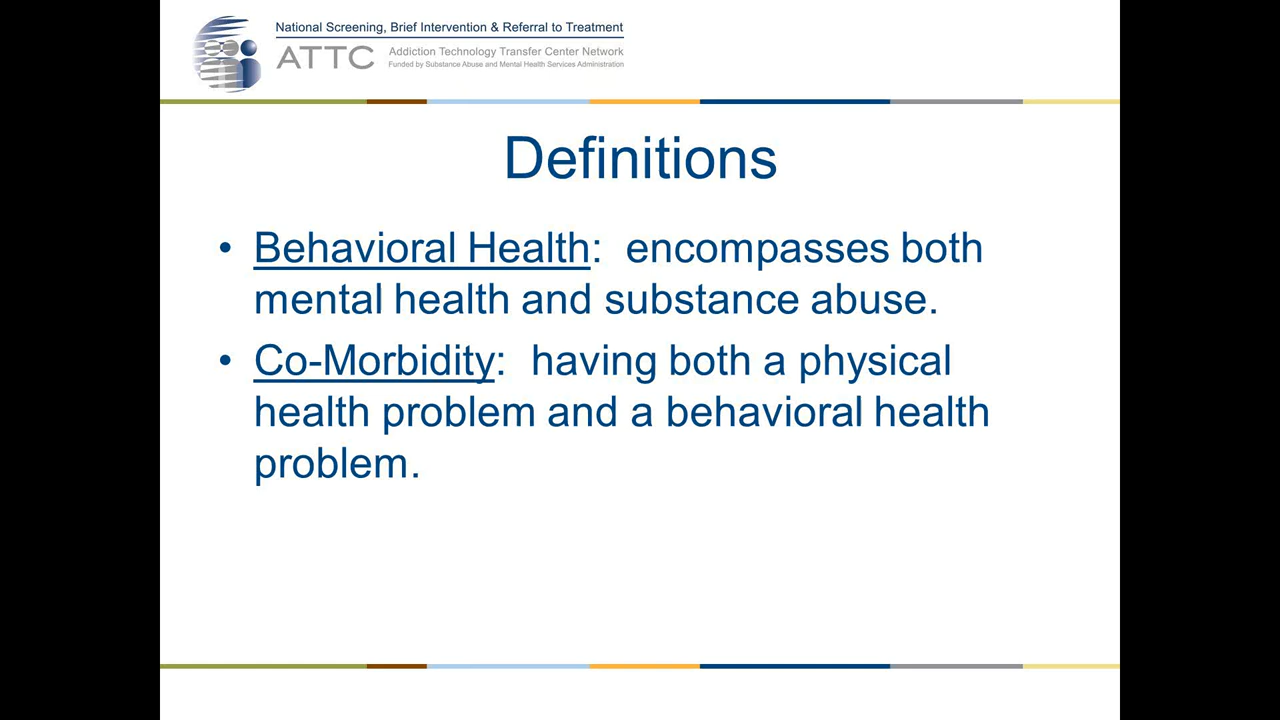 National Screening, Brief Intervention & Referral to Treatment
ATTC Addiction Technology Transfer Center Network
Funded by Substance Abuse and Mental Health Services Administration
Definitions
• Behavioral Health:  encompasses both
mental health and substance abuse.
• Co-Morbidity:  having both a physical
health problem and a behavioral health
problem.